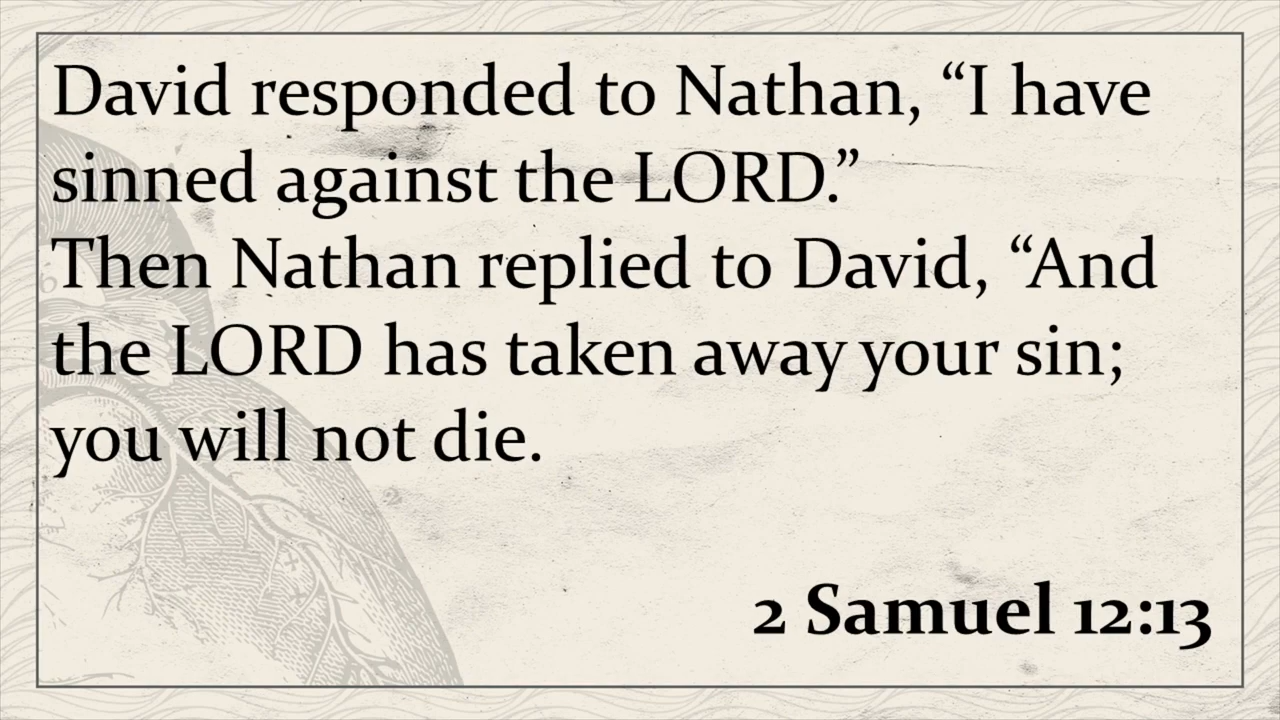 David responded to Nathan, “I have
sinned against the LORD.”
Then Nathan replied to David, “And
the LORD has taken away your sin;
you will not die.
2 Samuel 12:13